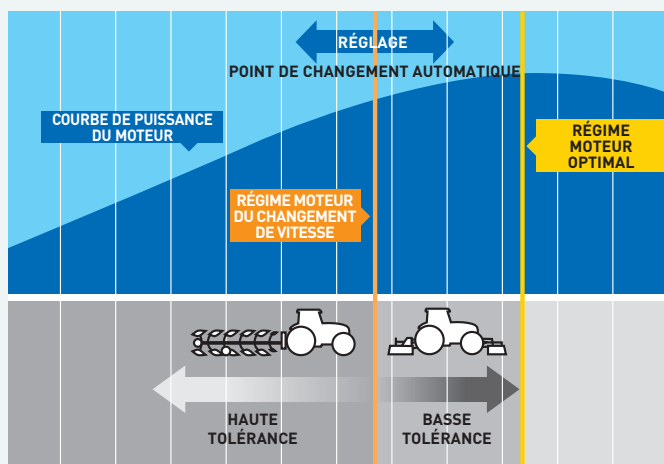 RÉGLAGE
POINT DE CHANGEMENT AUTOMATIQUE
COURBE DE PUISSANCE
DU MOTEUR
RÉGIME
MOTEUR
OPTIMAL
RÉGIME MOTEUR
DU CHANGEMENT
DE VITESSE
HAUTE
TOLÉRANCE
BASSE
TOLÉRANCE